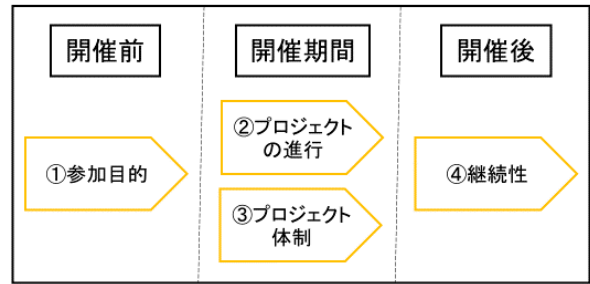 開催前
開催期間
開催後
①参加目的
②プロジェクト
の進行
③プロジェクト
体制
④継続性